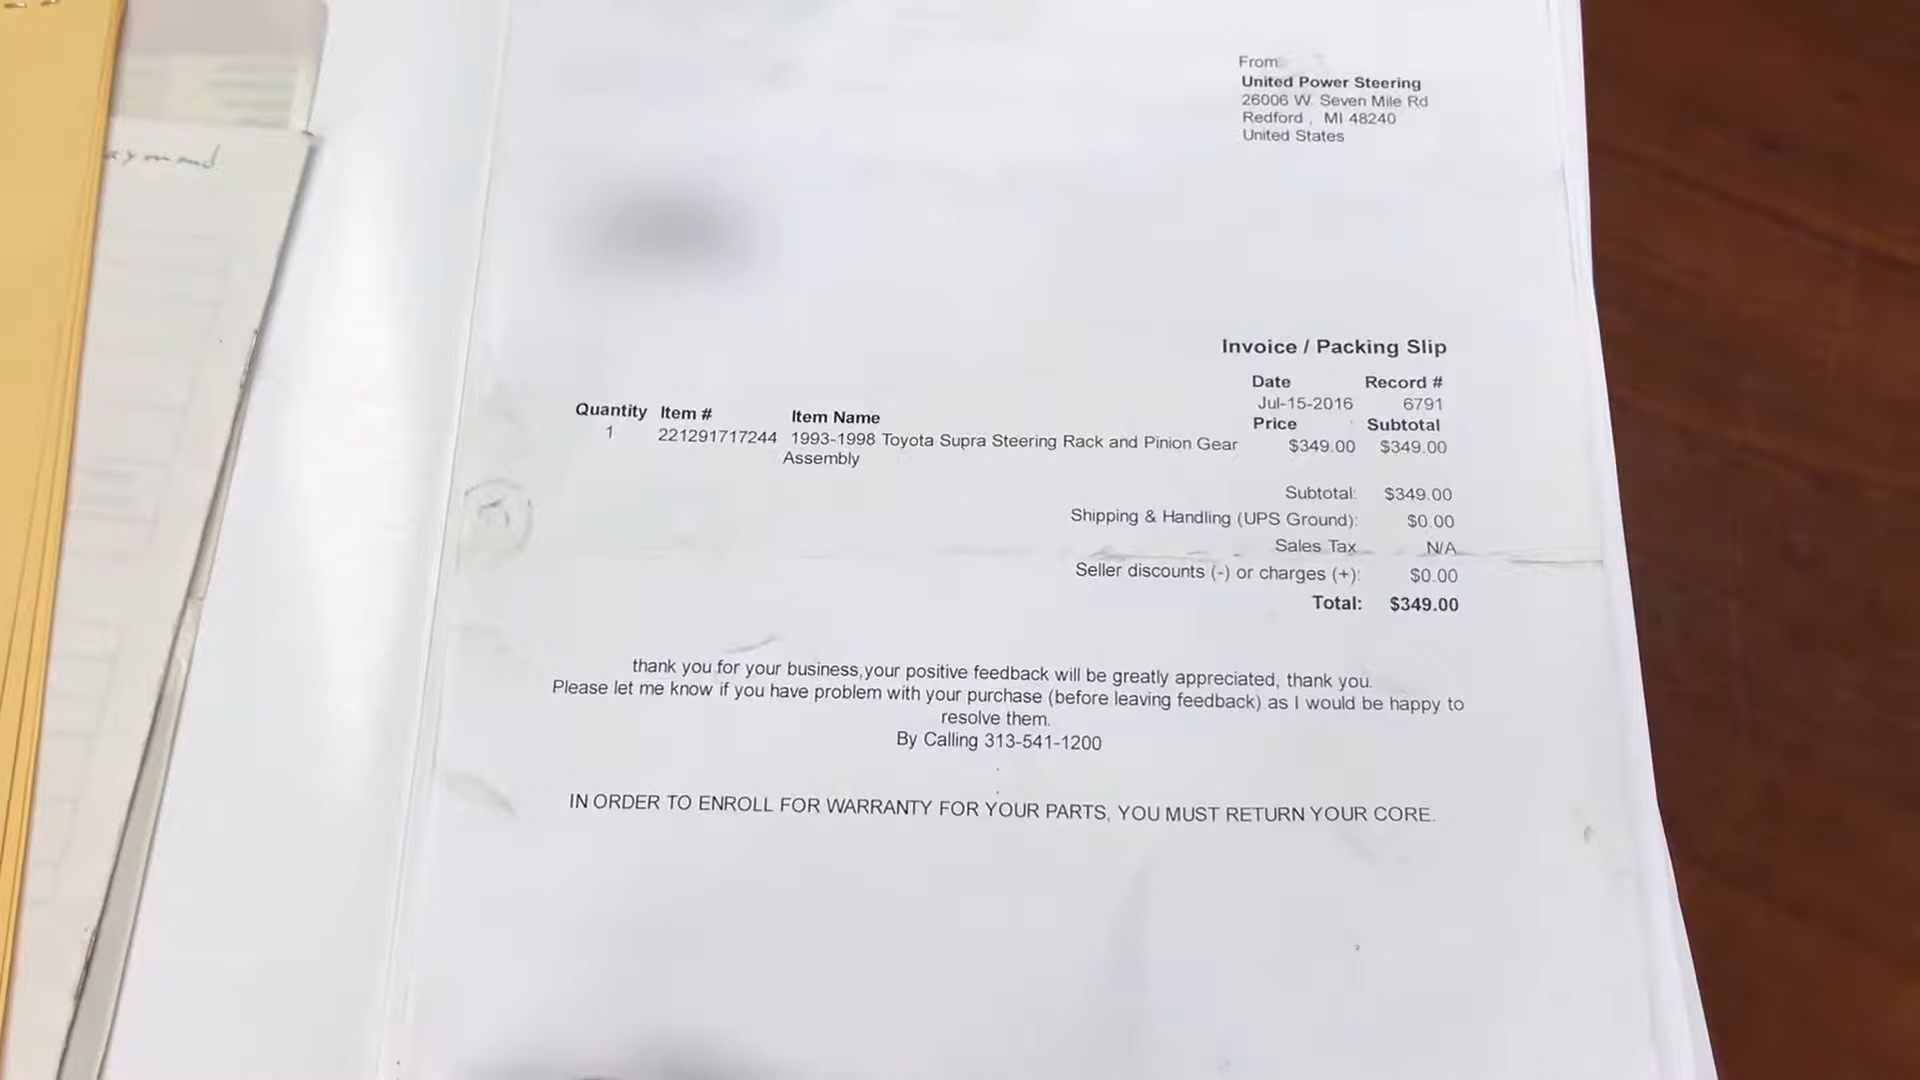 From
United Power Steering
26006 W. Seven Mile Rd
Redford , MI 48240
United States
Invoice / Packing Slip
Date Record #
Jul-15-2016 6791
Quantity Item # Item Name Price Subtotal
1 221291717244 1993-1998 Toyota Supra Steering Rack and Pinion Gear $349.00 $349.00
Assembly
Subtotal: $349.00
Shipping & Handling (UPS Ground): $0.00
Sales Tax N/A
Seller discounts (-) or charges (+): $0.00
Total: $349.00
thank you for your business,your positive feedback will be greatly appreciated, thank you.
Please let me know if you have problem with your purchase (before leaving feedback) as I would be happy to
resolve them.
By Calling 313-541-1200
IN ORDER TO ENROLL FOR WARRANTY FOR YOUR PARTS, YOU MUST RETURN YOUR CORE.